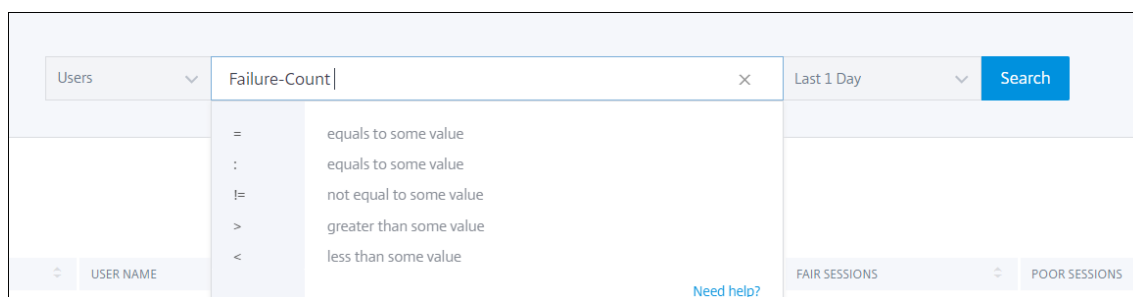 Users
Failure-Count
Last 1 Day
Search
= equals to some value
: equals to some value
!= not equal to some value
> greater than some value
< less than some value
USER NAME
FAIR SESSIONS
POOR SESSIONS
Need help?